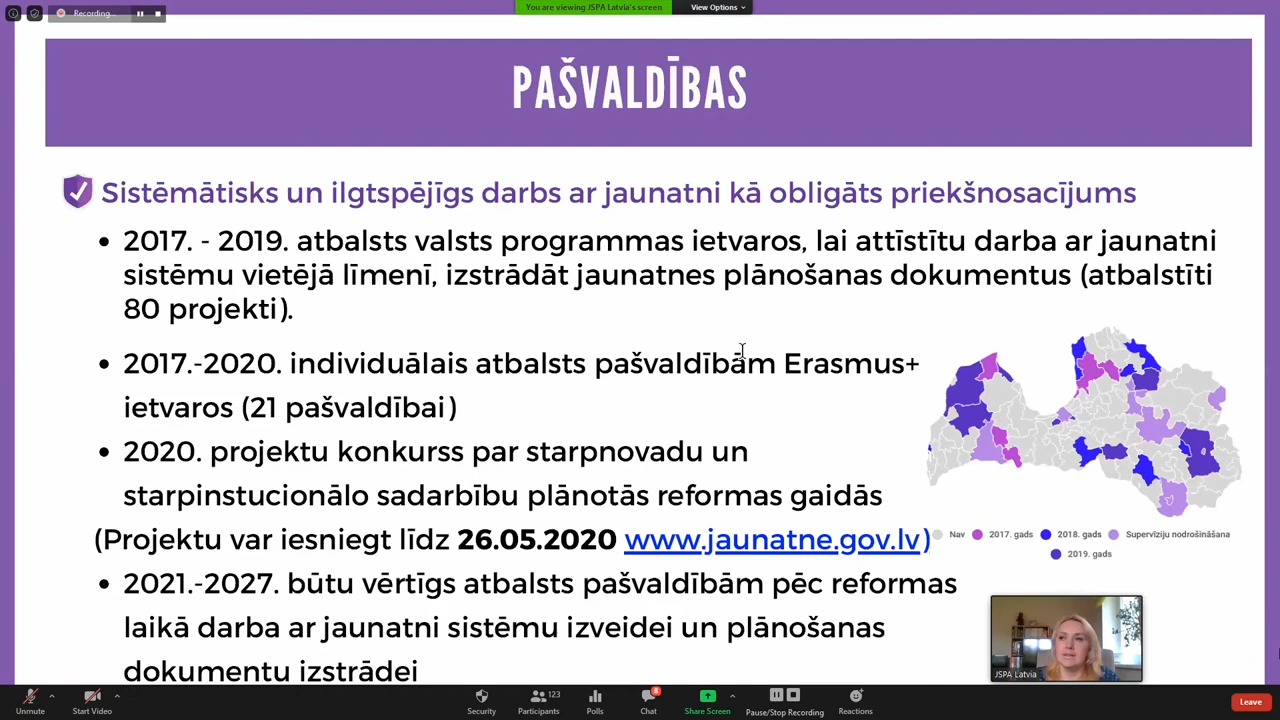 Recording...
You are viewing JSPA Latvia's screen
View Options
PAŠVALDĪBAS
Sistēmātisks un ilgtspējīgs darbs ar jaunatni kā obligāts priekšnosacījums
• 2017. - 2019. atbalsts valsts programmas ietvaros, lai attīstītu darba ar jaunatni
sistēmu vietējā līmenī, izstrādāt jaunatnes plānošanas dokumentus (atbalstīti
80 projekti).
• 2017.-2020. individuālais atbalsts pašvaldībām Erasmus+
ietvaros (21 pašvaldībai)
• 2020. projektu konkurss par starpnovadu un
starpinstucionālo sadarbību plānotās reformas gaidās
(Projektu var iesniegt līdz 26.05.2020 www.jaunatne.gov.lv)
• 2021.-2027. būtu vērtīgs atbalsts pašvaldībām pēc reformas
laikā darba ar jaunatni sistēmu izveidei un plānošanas
dokumentu izstrādei
Nav 2017. gads 2018. gads Supervīziju nodrošināšana
2019. gads
JSPA Latvia
Unmute
Start Video
Security
123
Participants
Polls
8
Chat
Share Screen
Pause/Stop Recording
Reactions
Leave